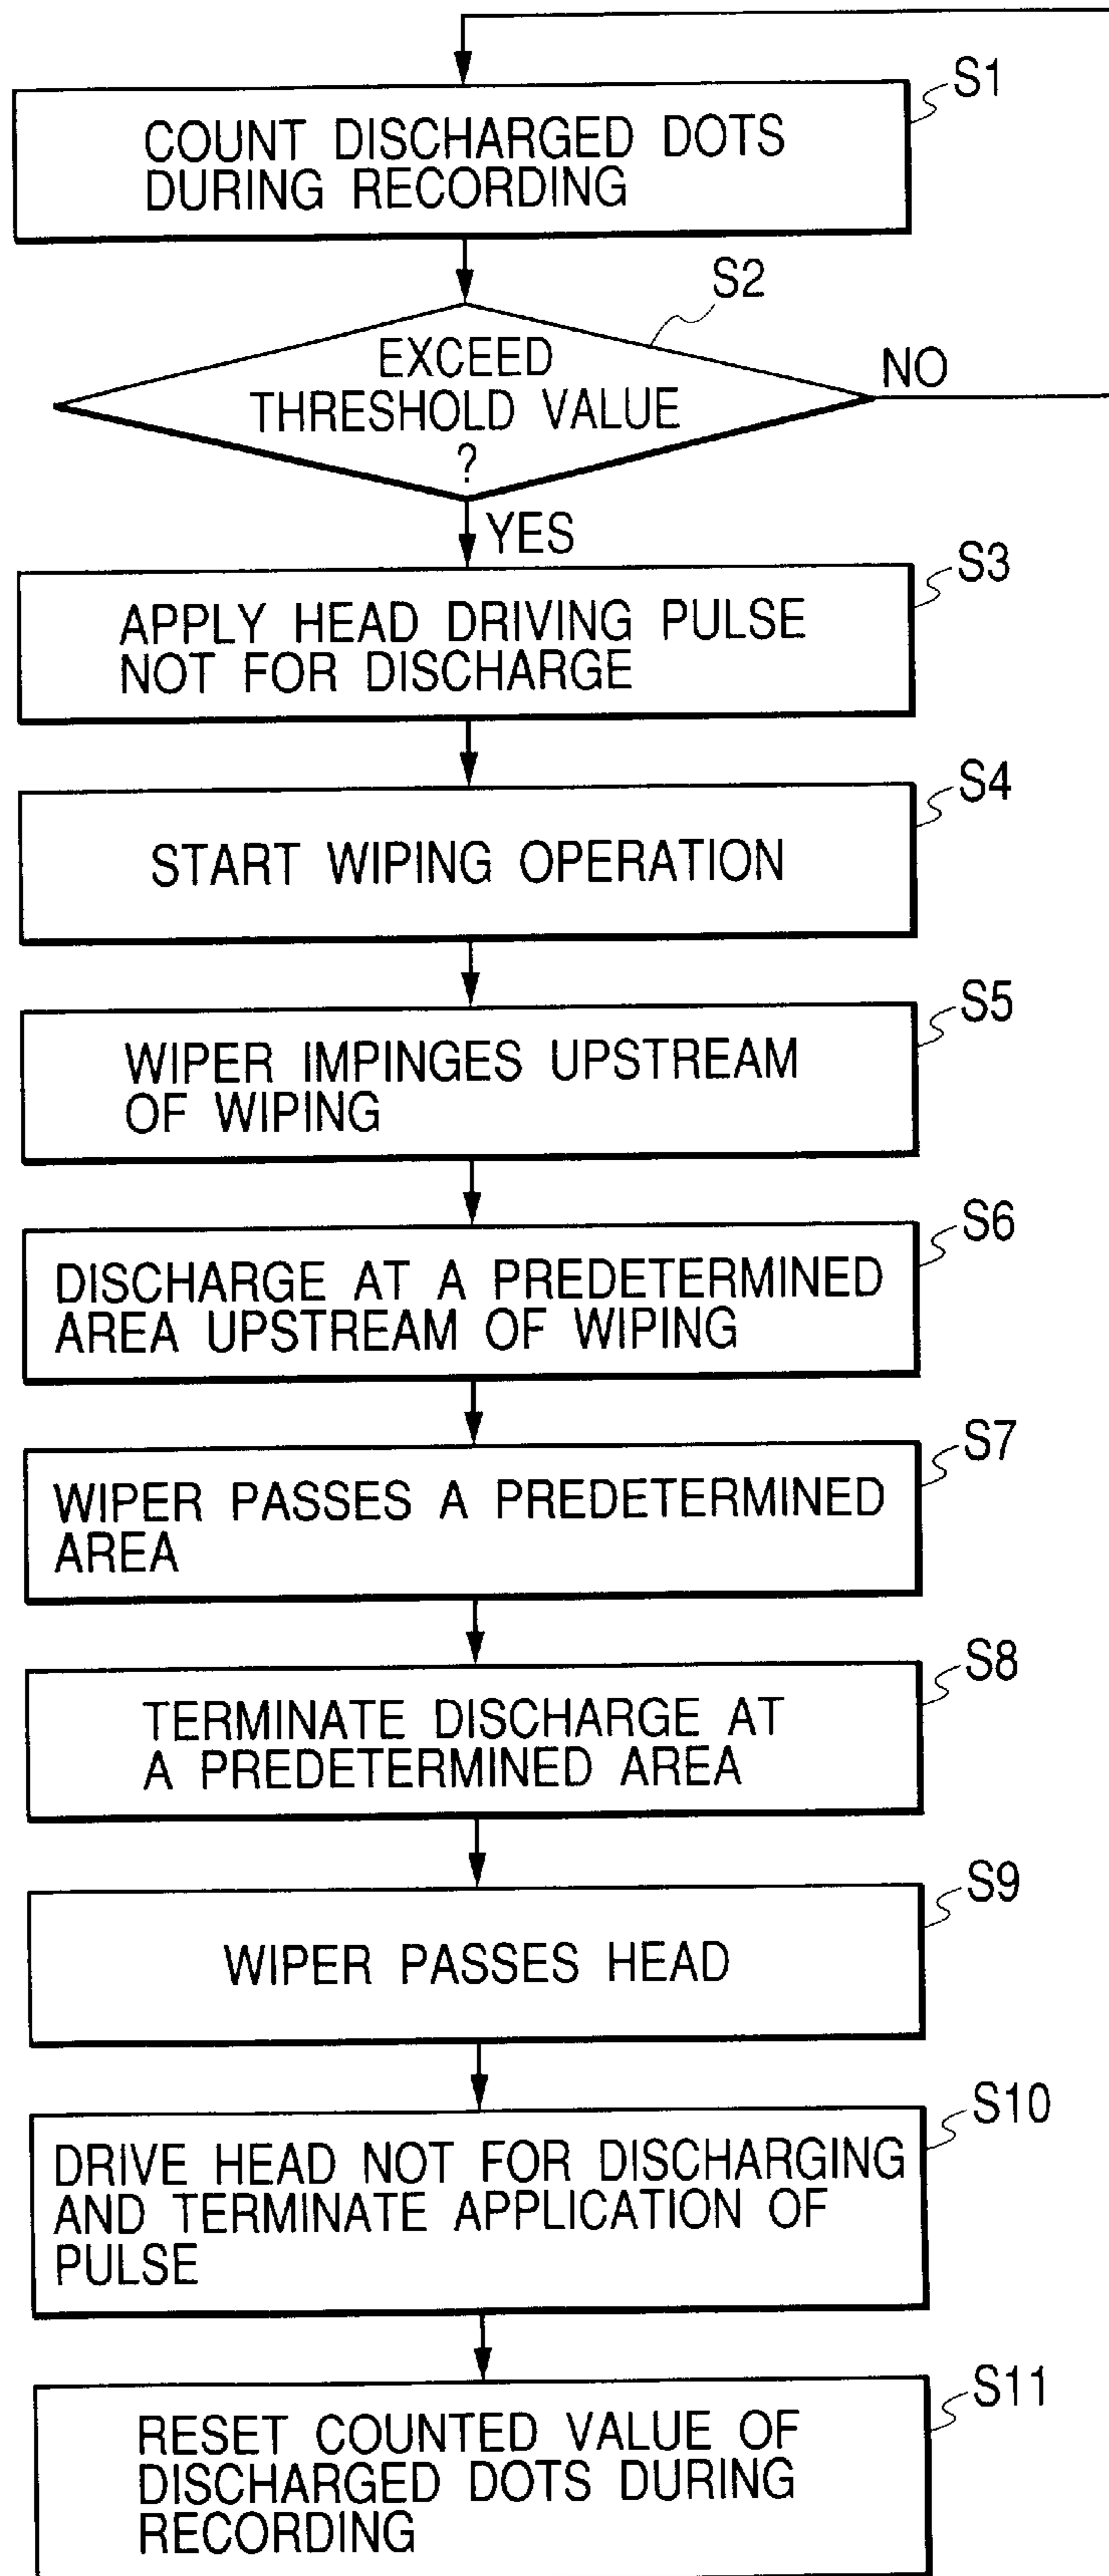 S1
COUNT DISCHARGED DOTS
DURING RECORDING
S2
EXCEED
THRESHOLD VALUE
?
NO
YES
S3
APPLY HEAD DRIVING PULSE
NOT FOR DISCHARGE
S4
START WIPING OPERATION
S5
WIPER IMPINGES UPSTREAM
OF WIPING
S6
DISCHARGE AT A PREDETERMINED
AREA UPSTREAM OF WIPING
S7
WIPER PASSES A PREDETERMINED
AREA
S8
TERMINATE DISCHARGE AT
A PREDETERMINED AREA
S9
WIPER PASSES HEAD
S10
DRIVE HEAD NOT FOR DISCHARGING
AND TERMINATE APPLICATION OF
PULSE
S11
RESET COUNTED VALUE OF
DISCHARGED DOTS DURING
RECORDING